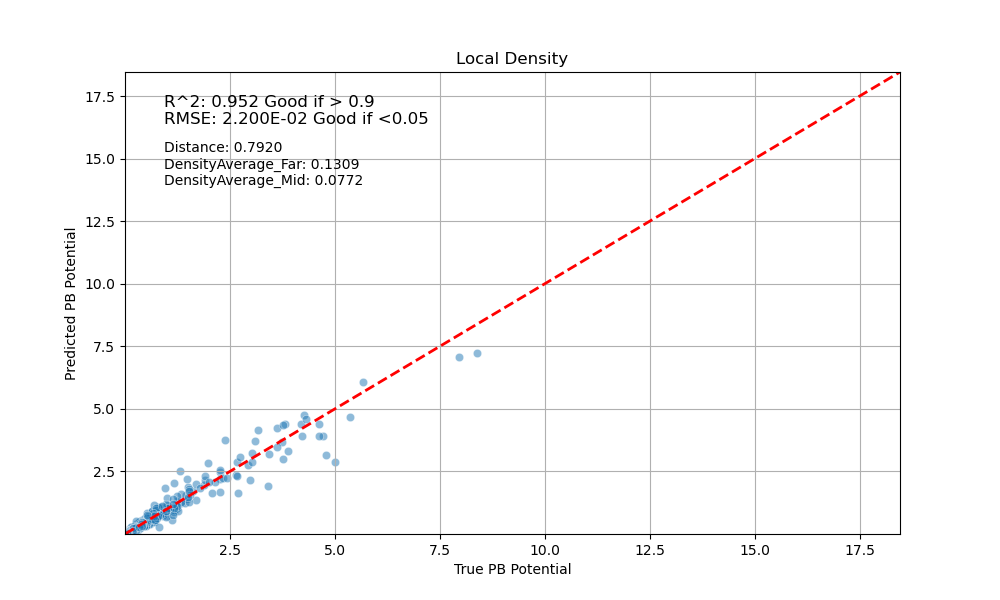 Local Density
R^2: 0.952 Good if > 0.9
RMSE: 2.200E-02 Good if <0.05
Distance: 0.7920
DensityAverage_Far: 0.1309
DensityAverage_Mid: 0.0772
Predicted PB Potential
17.5
15.0
12.5
10.0
7.5
5.0
2.5
2.5
5.0
7.5
10.0
12.5
15.0
17.5
True PB Potential